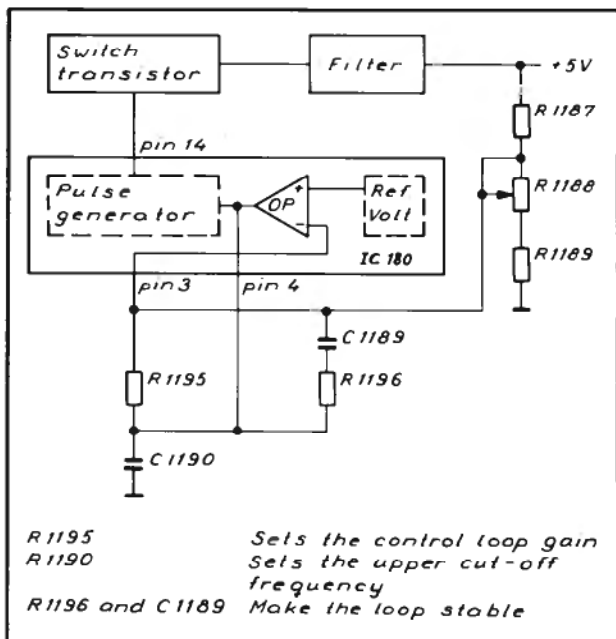 Switch
transistor
Filter
+5V
R1187
pin 14
Pulse
generator
+
OP
-
Ref
Volt
R1188
IC 180
R1189
pin 3
pin 4
C1189
R1195
R1196
C1190
R1195 Sets the control loop gain
R1190 Sets the upper cut-off
frequency
R1196 and C1189 Make the loop stable